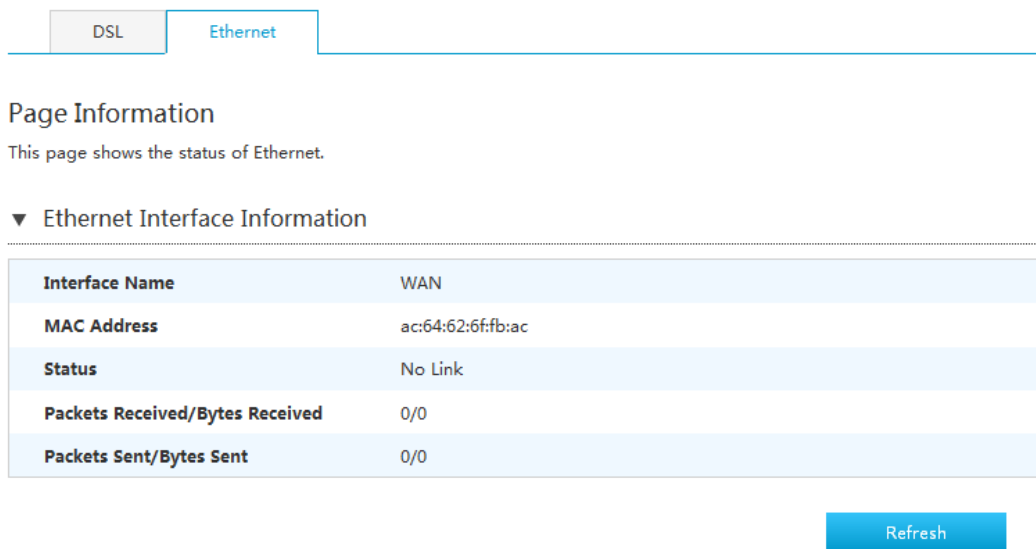 DSL Ethernet
Page Information
This page shows the status of Ethernet.
Ethernet Interface Information
Interface Name WAN
MAC Address ac:64:62:6f:fb:ac
Status No Link
Packets Received/Bytes Received 0/0
Packets Sent/Bytes Sent 0/0
Refresh